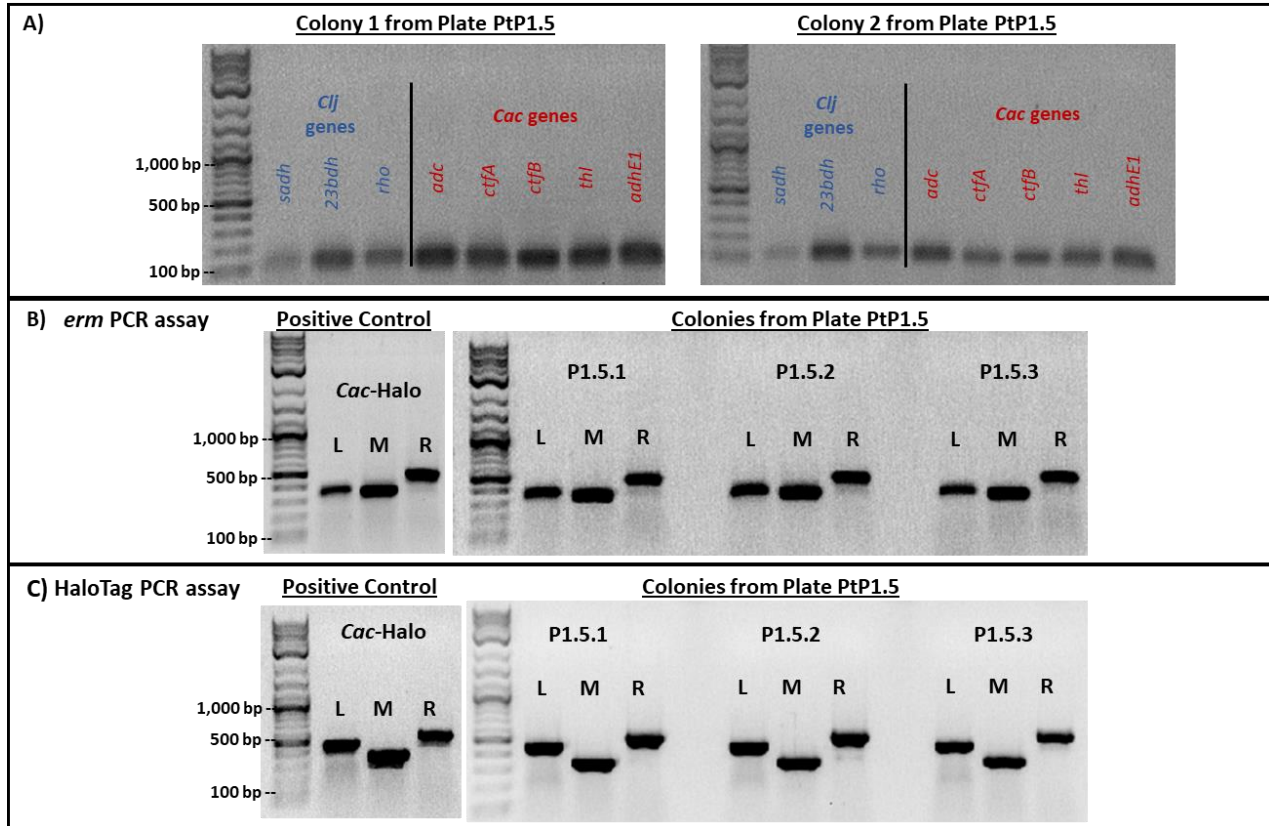 A)
Colony 1 from Plate PtP1.5
Colony 2 from Plate PtP1.5
Clj
genes
Cac genes
Clj
genes
Cac genes
1,000 bp --
500 bp --
100 bp --
sadh
23bdh
rho
adc
ctfA
ctfB
thl
adhE1
sadh
23bdh
rho
adc
ctfA
ctfB
thl
adhE1
B) erm PCR assay
Positive Control
Colonies from Plate PtP1.5
Cac-Halo
P1.5.1
P1.5.2
P1.5.3
1,000 bp --
500 bp --
100 bp --
L M R
L M R
L M R
L M R
C) HaloTag PCR assay
Positive Control
Colonies from Plate PtP1.5
Cac-Halo
P1.5.1
P1.5.2
P1.5.3
1,000 bp --
500 bp --
100 bp --
L M R
L M R
L M R
L M R